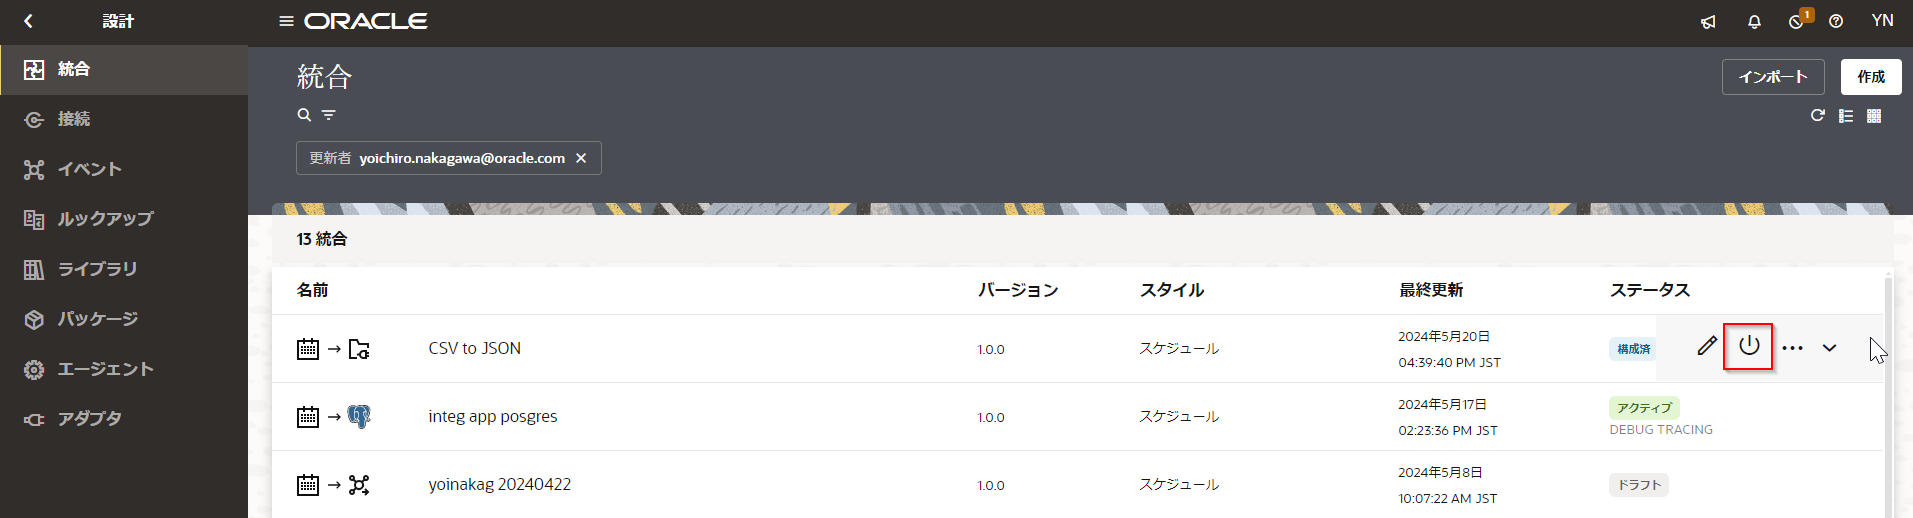 設計
ORACLE
1
YN
統合
接続
イベント
ルックアップ
ライブラリ
パッケージ
エージェント
アダプタ
統合
インポート
作成
更新者 yoichiro.nakagawa@oracle.com ×
13 統合
名前 バージョン スタイル 最終更新 ステータス
CSV to JSON 1.0.0 スケジュール 2024年5月20日 04:39:40 PM JST 構成済
integ app posgres 1.0.0 スケジュール 2024年5月17日 02:23:36 PM JST アクティブ
DEBUG TRACING
yoinakag 20240422 1.0.0 スケジュール 2024年5月8日 10:07:22 AM JST ドラフト